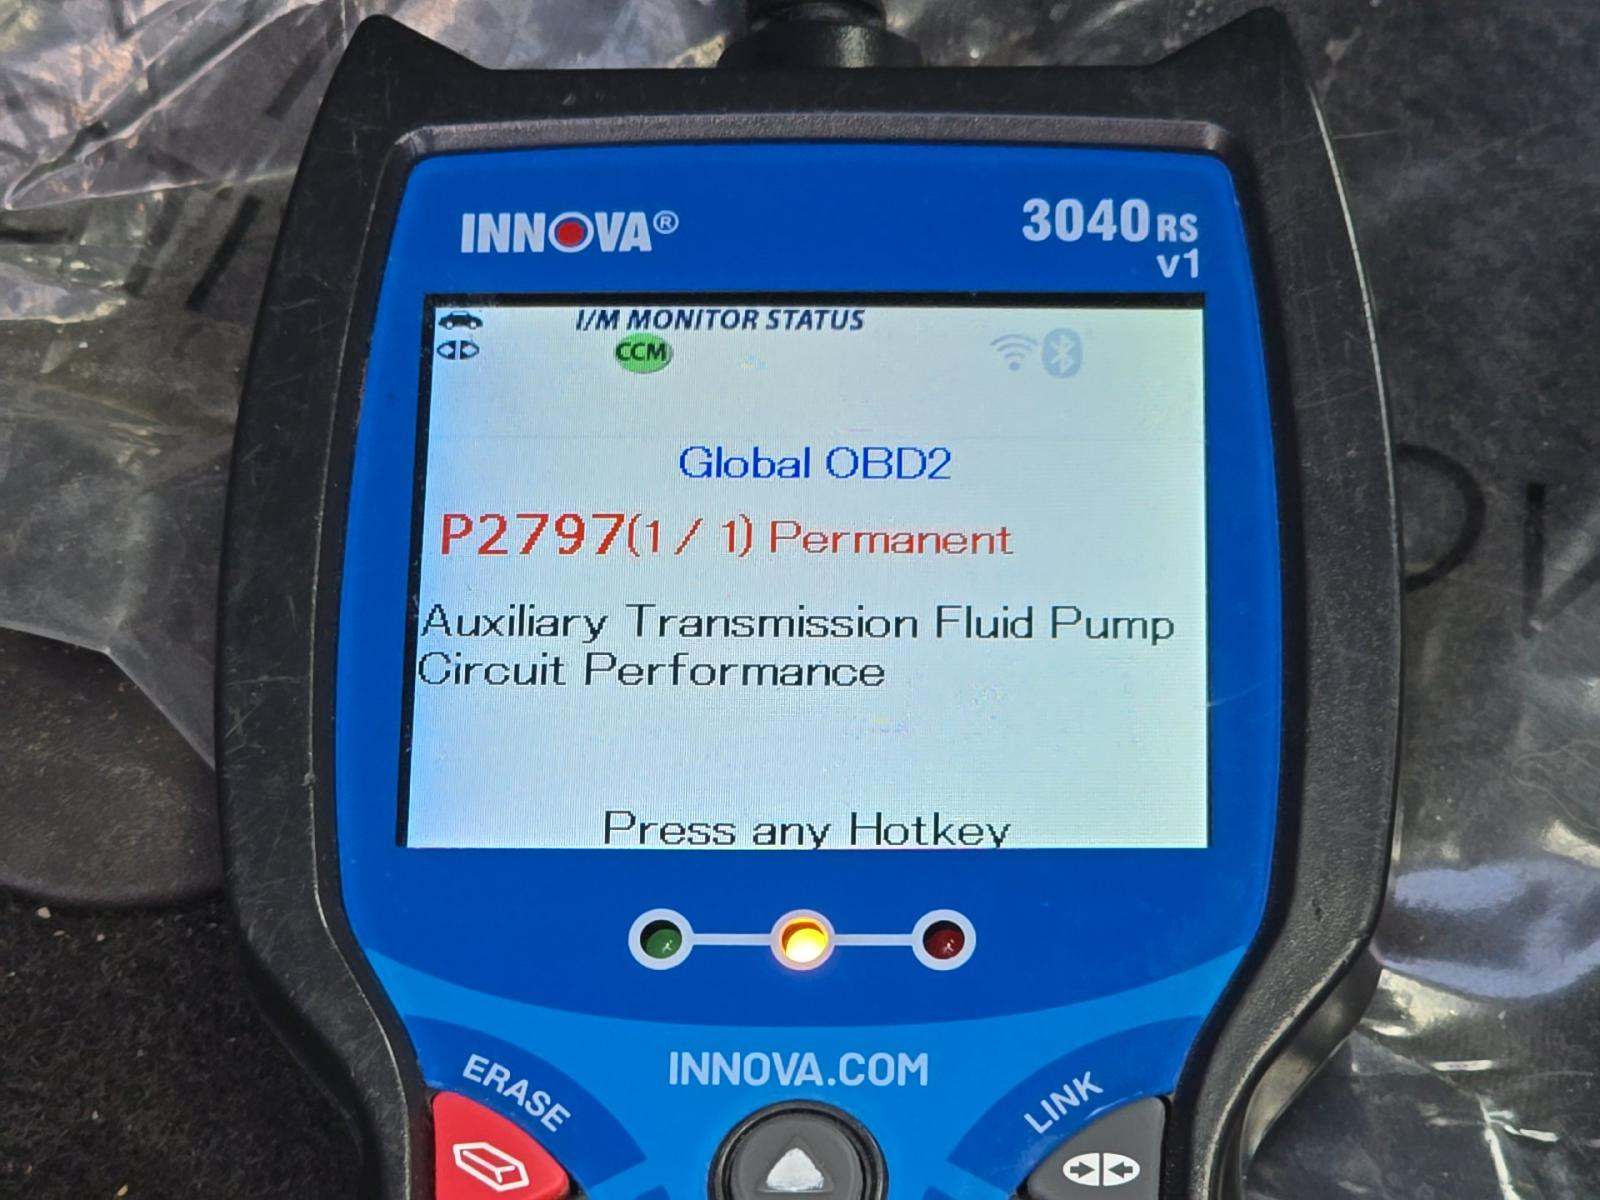 INNOVA®
3040RS
v1
I/M MONITOR STATUS
CCM
Global OBD2
P2797(1 / 1) Permanent
Auxiliary Transmission Fluid Pump
Circuit Performance
Press any Hotkey
INNOVA.COM
ERASE
LINK